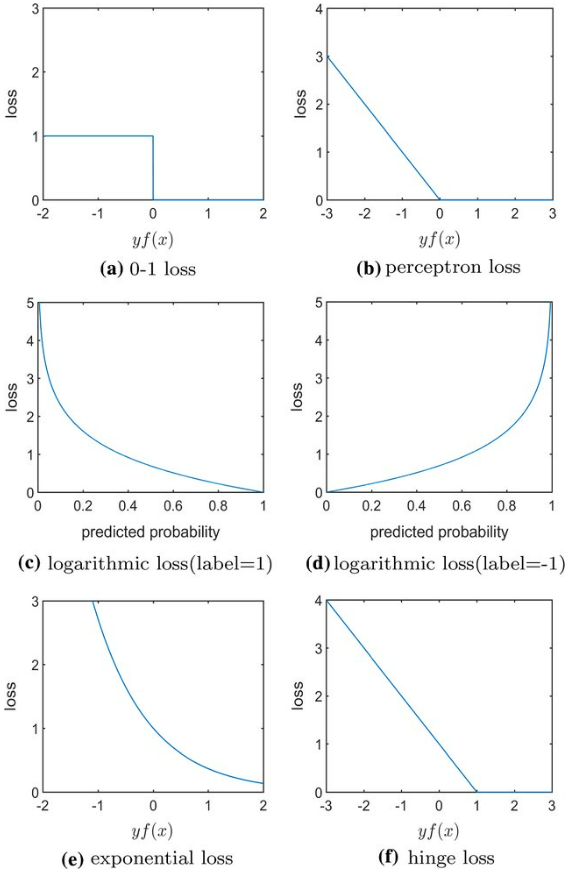 3
2
1
0
loss
-2 -1 0 1 2
yf(x)
(a) 0-1 loss
4
3
2
1
0
loss
-3 -2 -1 0 1 2 3
yf(x)
(b) perceptron loss
5
4
3
2
1
0
loss
0 0.2 0.4 0.6 0.8 1
predicted probability
(c) logarithmic loss(label=1)
5
4
3
2
1
0
loss
0 0.2 0.4 0.6 0.8 1
predicted probability
(d) logarithmic loss(label=-1)
3
2
1
0
loss
-2 -1 0 1 2
yf(x)
(e) exponential loss
4
3
2
1
0
loss
-3 -2 -1 0 1 2 3
yf(x)
(f) hinge loss